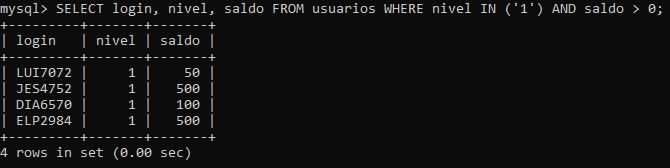 mysql> SELECT login, nivel, saldo FROM usuarios WHERE nivel IN ('1') AND saldo > 0;
+---------+-------+-------+
| login   | nivel | saldo |
+---------+-------+-------+
| LUI7072 |     1 |    50 |
| JES4752 |     1 |   500 |
| DIA6570 |     1 |   100 |
| ELP2984 |     1 |   500 |
+---------+-------+-------+
4 rows in set (0.00 sec)